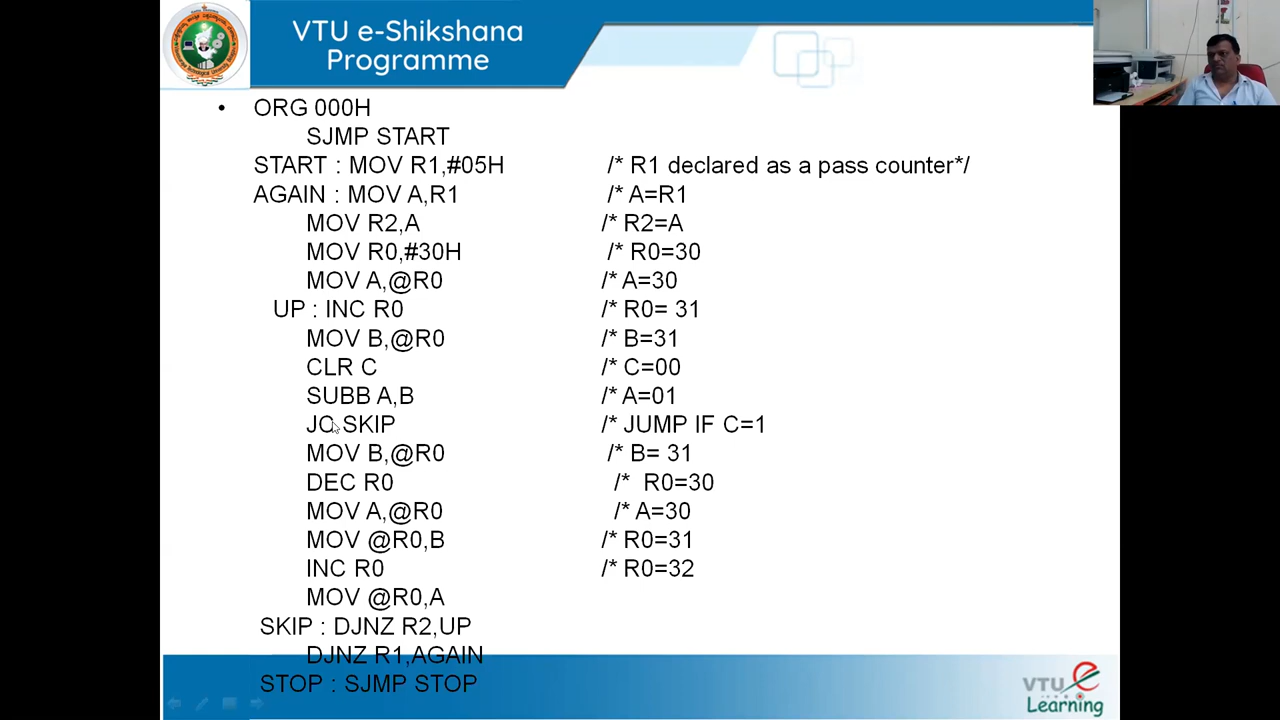 VTU e-Shikshana
Programme
• ORG 000H
SJMP START
START : MOV R1,#05H /* R1 declared as a pass counter*/
AGAIN : MOV A,R1 /* A=R1
MOV R2,A /* R2=A
MOV R0,#30H /* R0=30
MOV A,@R0 /* A=30
UP : INC R0 /* R0= 31
MOV B,@R0 /* B=31
CLR C /* C=00
SUBB A,B /* A=01
JC SKIP /* JUMP IF C=1
MOV B,@R0 /* B= 31
DEC R0 /* R0=30
MOV A,@R0 /* A=30
MOV @R0,B /* R0=31
INC R0 /* R0=32
MOV @R0,A
SKIP : DJNZ R2,UP
DJNZ R1,AGAIN
STOP : SJMP STOP
VTU e
Learning